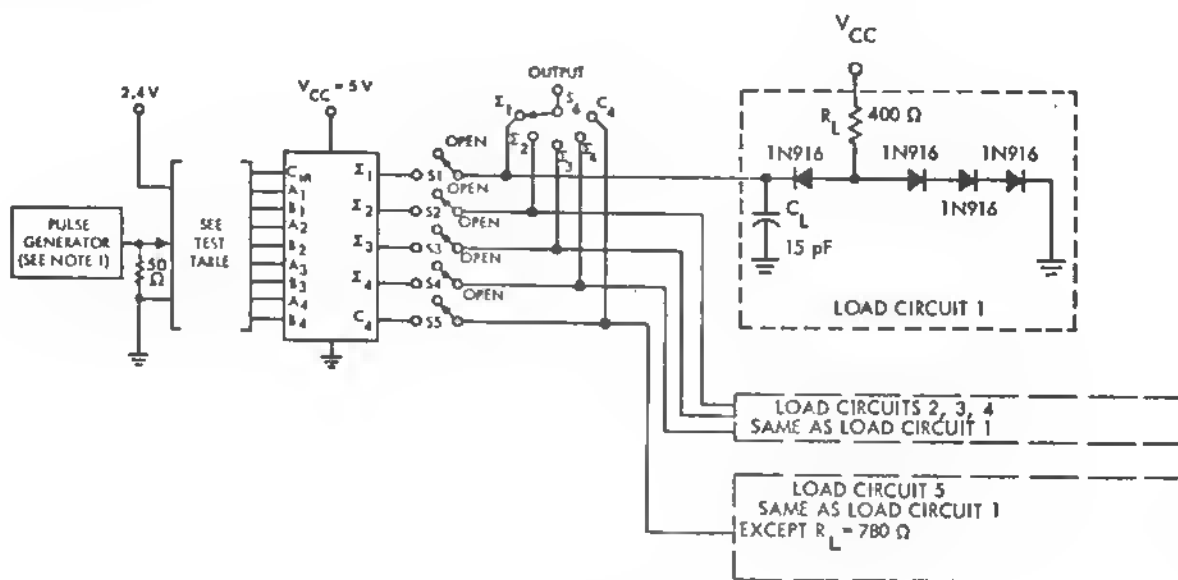 VCC
OUTPUT
2.4 V
VCC = 5 V
Σ1
S6
C4
RL
400 Ω
OPEN
Σ2
Σ3
Σ4
1N916
1N916
1N916
1N916
Cin
A1
B1
A2
B2
A3
B3
A4
B4
Σ1
Σ2
Σ3
Σ4
C4
S1
OPEN
S2
OPEN
S3
OPEN
S4
OPEN
S5
CL
15 pF
PULSE
GENERATOR
(SEE NOTE 1)
50
Ω
SEE
TEST
TABLE
LOAD CIRCUIT 1
LOAD CIRCUITS 2, 3, 4
SAME AS LOAD CIRCUIT 1
LOAD CIRCUIT 5
SAME AS LOAD CIRCUIT 1
EXCEPT RL = 780 Ω